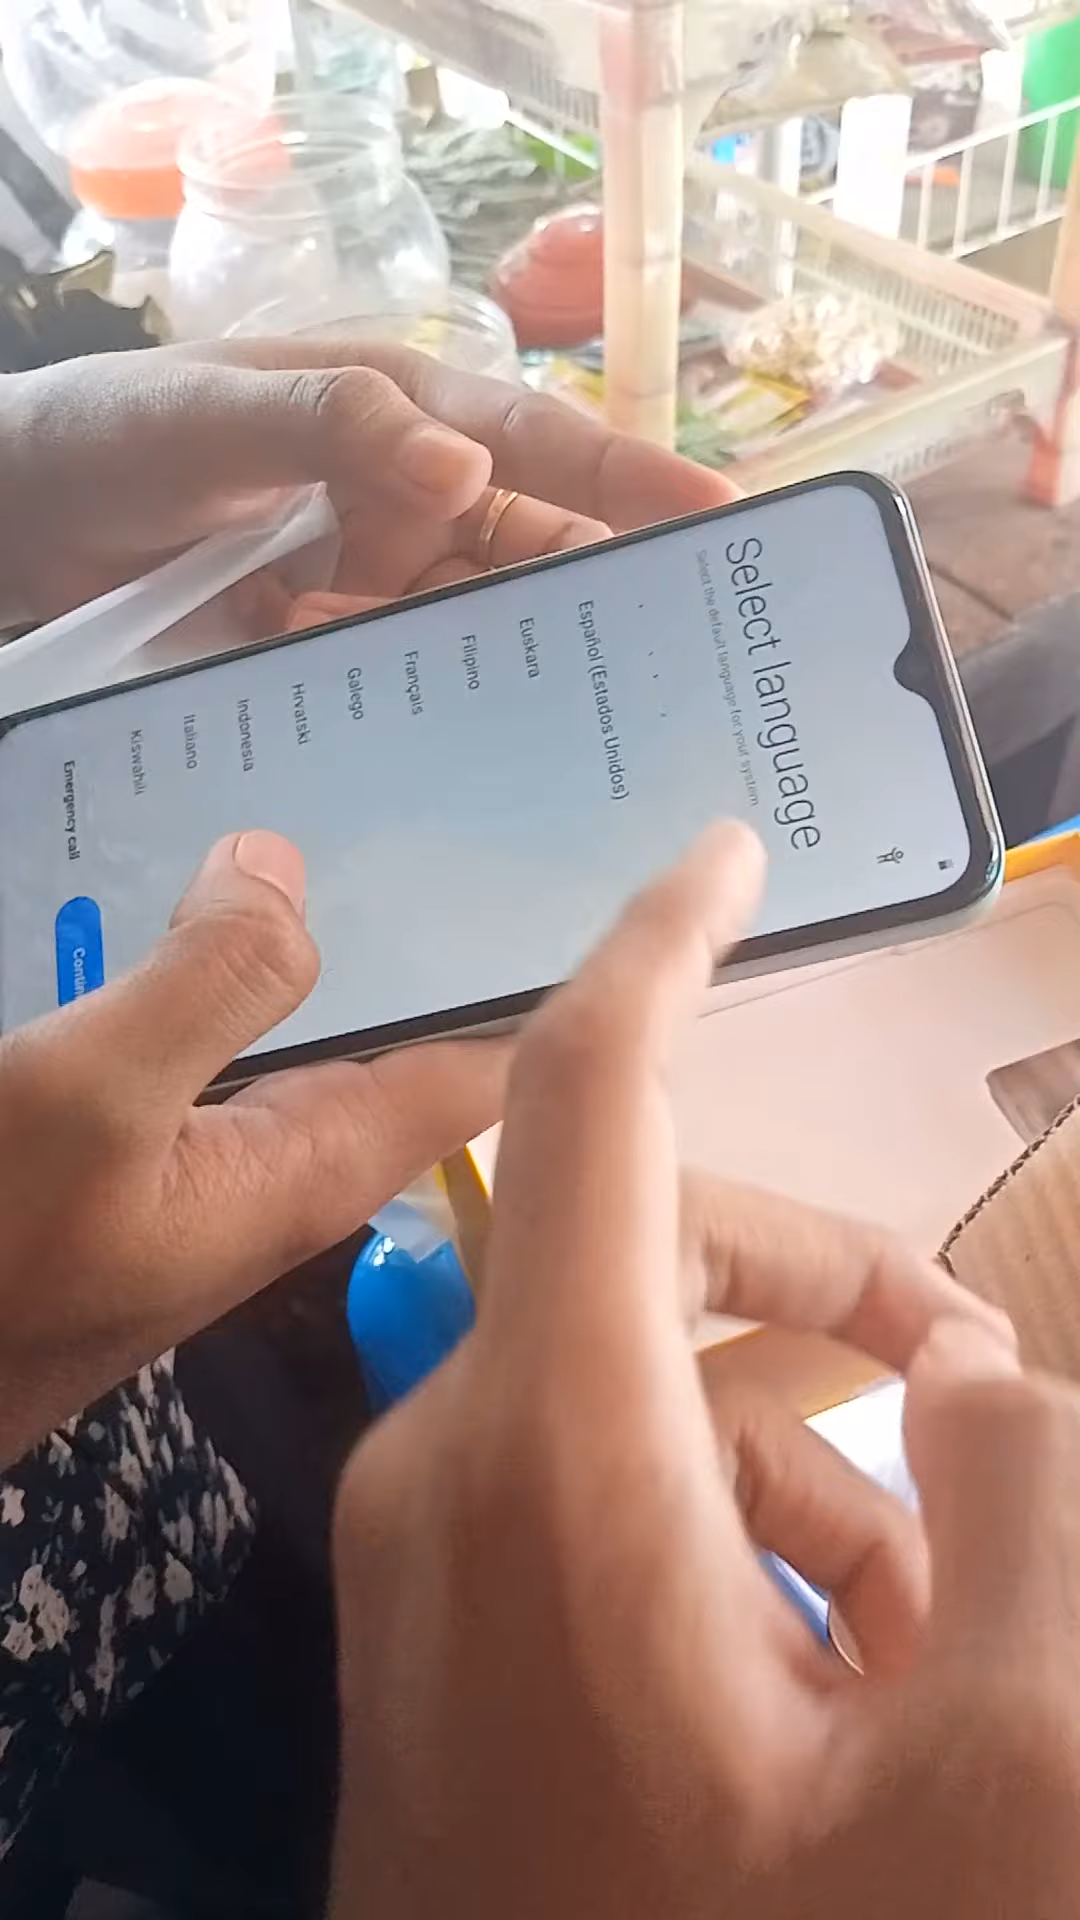 Select language
Select the default language for your system
Español (Estados Unidos)
Euskara
Filipino
Français
Galego
Hrvatski
Indonesia
Italiano
Kiswahili
Emergency call
Contin